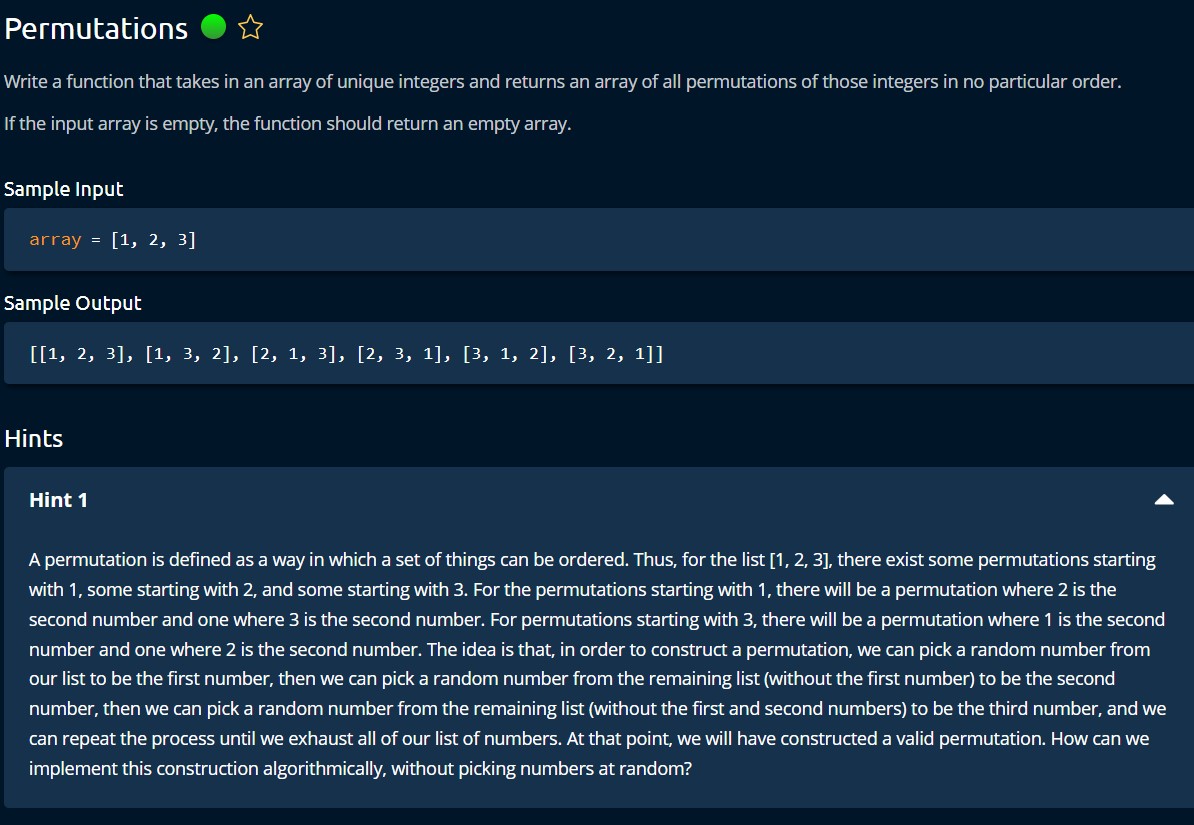 Permutations
Write a function that takes in an array of unique integers and returns an array of all permutations of those integers in no particular order.
If the input array is empty, the function should return an empty array.
Sample Input
array = [1, 2, 3]
Sample Output
[[1, 2, 3], [1, 3, 2], [2, 1, 3], [2, 3, 1], [3, 1, 2], [3, 2, 1]]
Hints
Hint 1
A permutation is defined as a way in which a set of things can be ordered. Thus, for the list [1, 2, 3], there exist some permutations starting
with 1, some starting with 2, and some starting with 3. For the permutations starting with 1, there will be a permutation where 2 is the
second number and one where 3 is the second number. For permutations starting with 3, there will be a permutation where 1 is the second
number and one where 2 is the second number. The idea is that, in order to construct a permutation, we can pick a random number from
our list to be the first number, then we can pick a random number from the remaining list (without the first number) to be the second
number, then we can pick a random number from the remaining list (without the first and second numbers) to be the third number, and we
can repeat the process until we exhaust all of our list of numbers. At that point, we will have constructed a valid permutation. How can we
implement this construction algorithmically, without picking numbers at random?